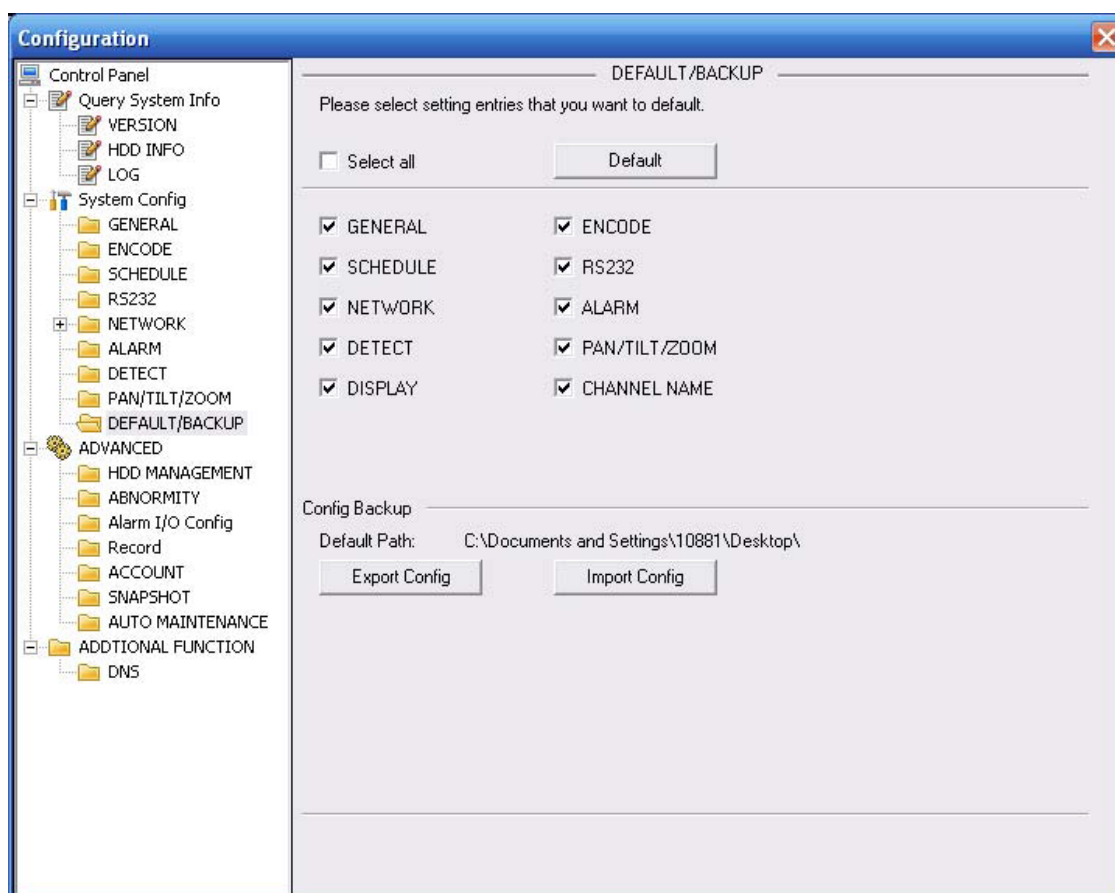 Configuration
Control Panel
Query System Info
VERSION
HDD INFO
LOG
System Config
GENERAL
ENCODE
SCHEDULE
RS232
NETWORK
ALARM
DETECT
PAN/TILT/ZOOM
DEFAULT/BACKUP
ADVANCED
HDD MANAGEMENT
ABNORMITY
Alarm I/O Config
Record
ACCOUNT
SNAPSHOT
AUTO MAINTENANCE
ADDTIONAL FUNCTION
DNS
DEFAULT/BACKUP
Please select setting entries that you want to default.
Select all Default
GENERAL ENCODE
SCHEDULE RS232
NETWORK ALARM
DETECT PAN/TILT/ZOOM
DISPLAY CHANNEL NAME
Config Backup
Default Path: C:\Documents and Settings\10881\Desktop\
Export Config Import Config